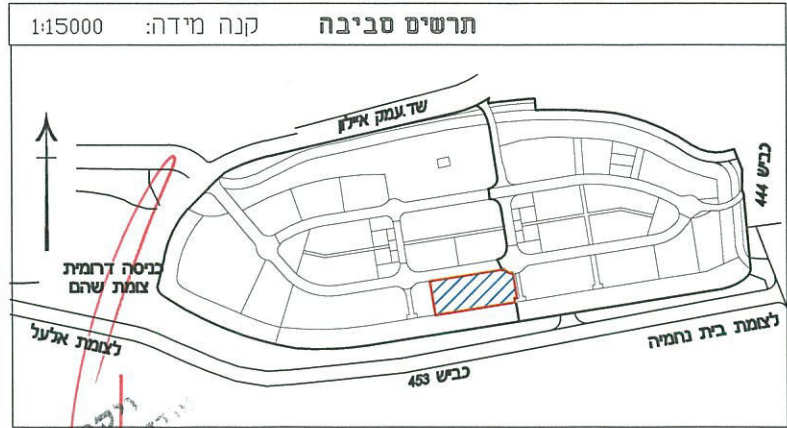 תרשים סביבה קנה מידה: 1:15000
שד.עמק איילון
כביש 444
כניסה דרומית
צומת שהם
לצומת אלעל
כביש 453
לצומת בית נחמיה